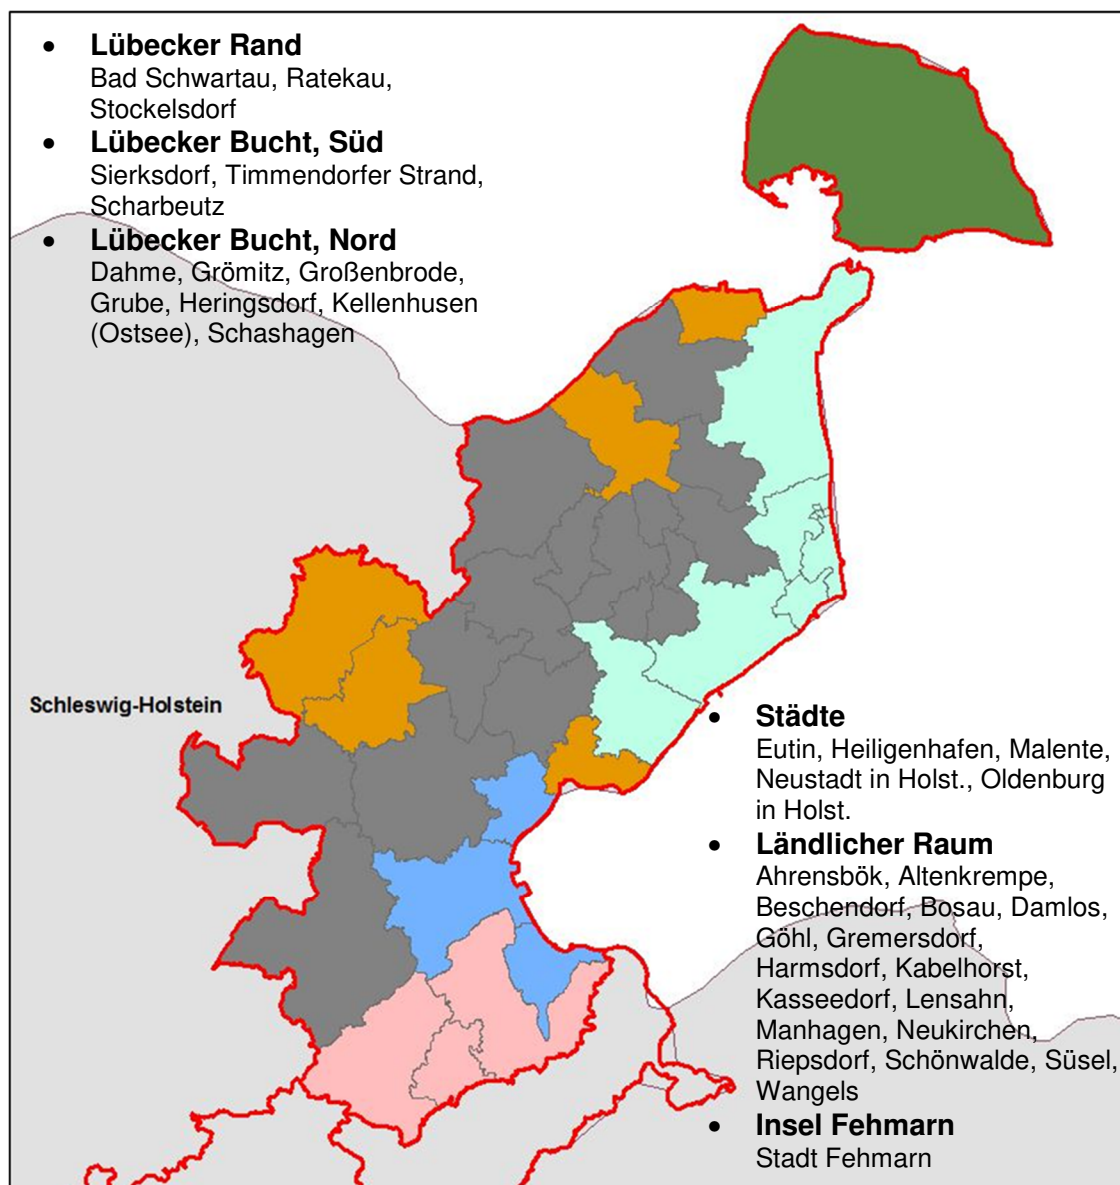 • Lübecker Rand
Bad Schwartau, Ratekau,
Stockelsdorf
• Lübecker Bucht, Süd
Sierksdorf, Timmendorfer Strand,
Scharbeutz
• Lübecker Bucht, Nord
Dahme, Grömitz, Großenbrode,
Grube, Heringsdorf, Kellenhusen
(Ostsee), Schashagen
Schleswig-Holstein
• Städte
Eutin, Heiligenhafen, Malente,
Neustadt in Holst., Oldenburg
in Holst.
• Ländlicher Raum
Ahrensbök, Altenkrempe,
Beschendorf, Bosau, Damlos,
Göhl, Gremersdorf,
Harmsdorf, Kabelhorst,
Kasseedorf, Lensahn,
Manhagen, Neukirchen,
Riepsdorf, Schönwalde, Süsel,
Wangels
• Insel Fehmarn
Stadt Fehmarn